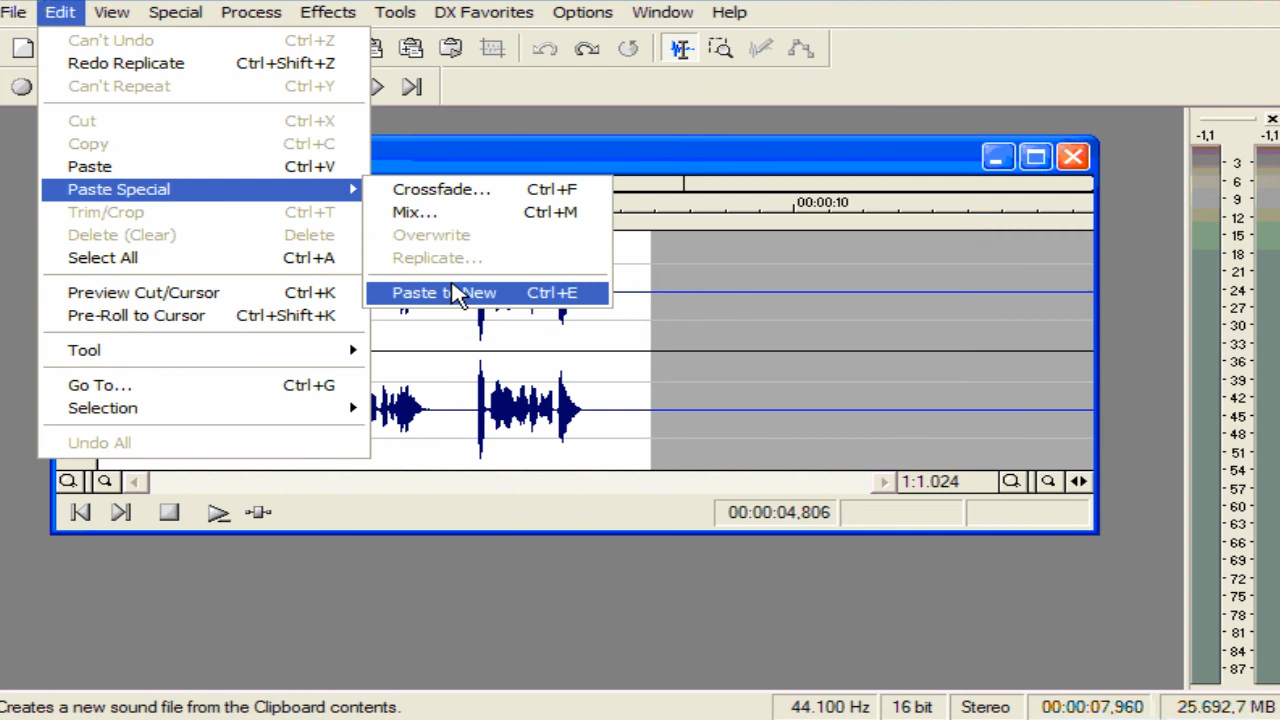 File Edit View Special Process Effects Tools DX Favorites Options Window Help
Can't Undo Ctrl+Z
Redo Replicate Ctrl+Shift+Z
Can't Repeat Ctrl+Y
Cut Ctrl+X
Copy Ctrl+C
Paste Ctrl+V
Paste Special
Trim/Crop Ctrl+T
Delete (Clear) Delete
Select All Ctrl+A
Preview Cut/Cursor Ctrl+K
Pre-Roll to Cursor Ctrl+Shift+K
Tool
Go To... Ctrl+G
Selection
Undo All
Crossfade... Ctrl+F
Mix... Ctrl+M
Overwrite
Replicate...
Paste to New Ctrl+E
00:00:10
1:1.024
00:00:04,806
-1,1 -1,1
3
6
9
12
15
18
21
24
27
30
33
36
39
42
45
48
51
54
57
60
63
66
69
72
75
78
81
84
87
Creates a new sound file from the Clipboard contents. 44.100 Hz 16 bit Stereo 00:00:07,960 25.692,7 MB